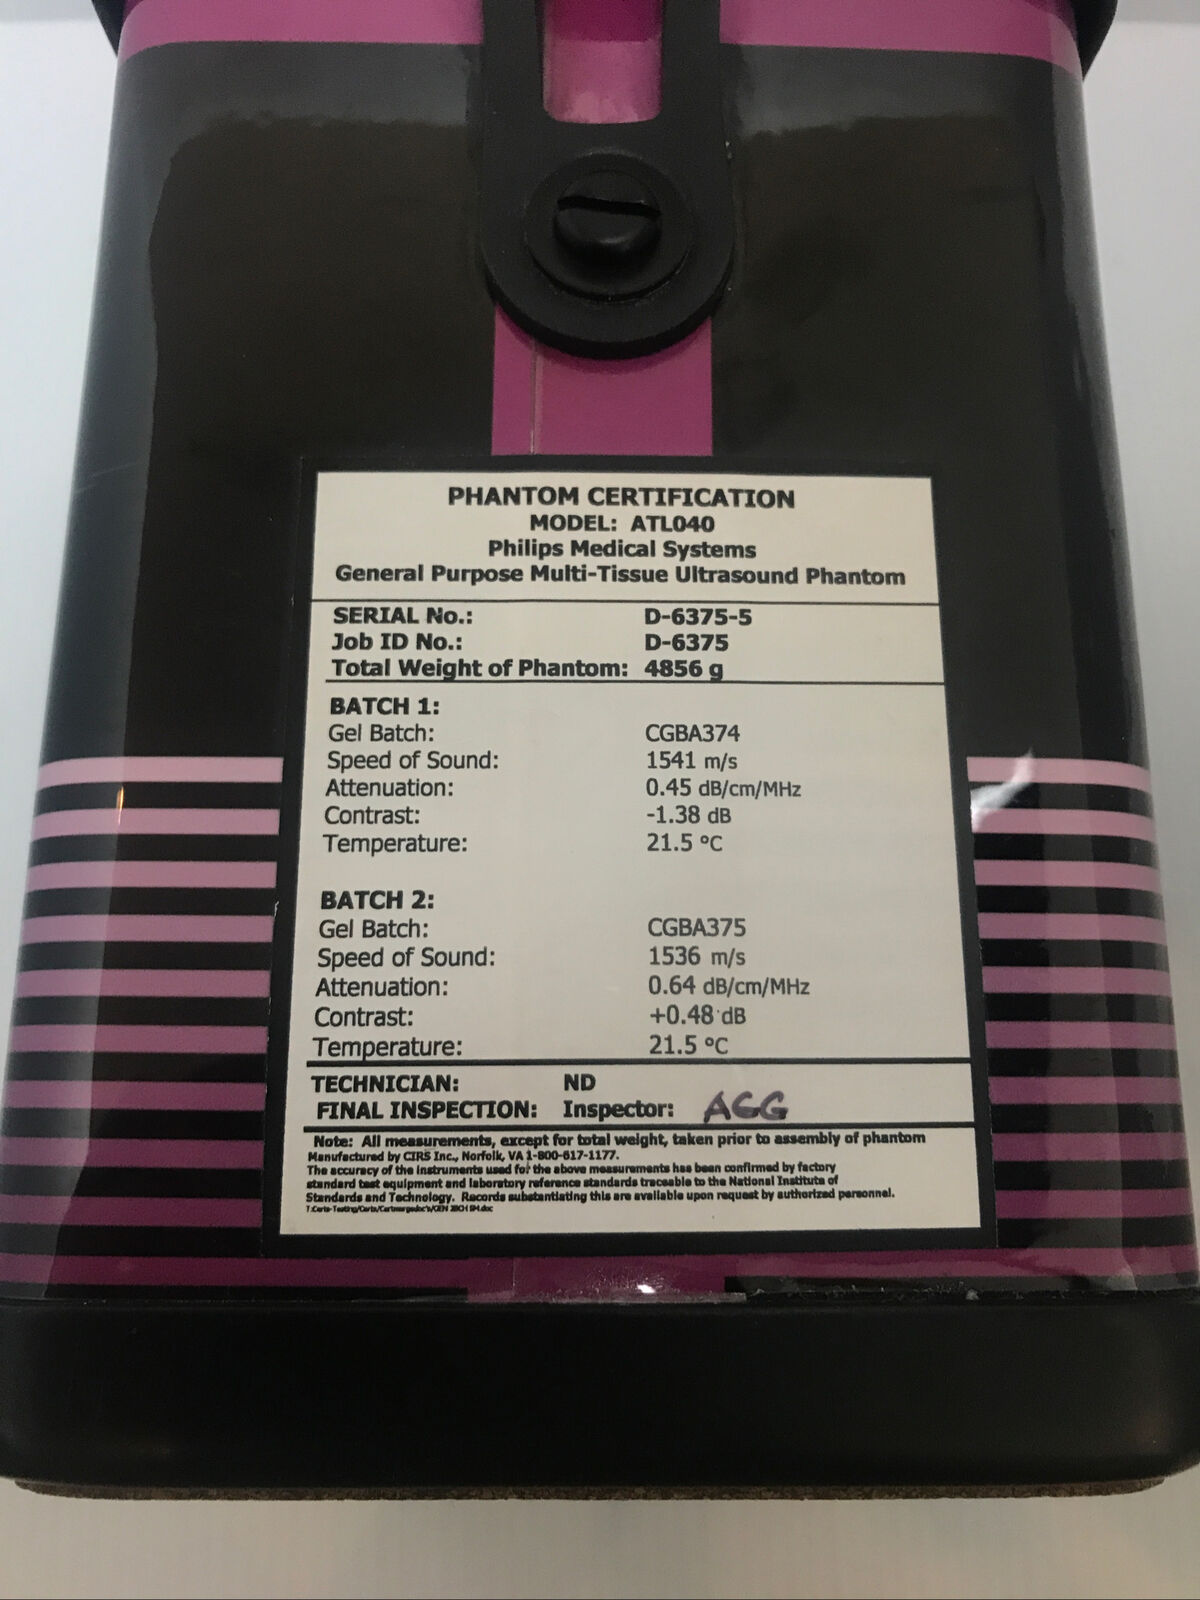 PHANTOM CERTIFICATION
MODEL: ATL040
Philips Medical Systems
General Purpose Multi-Tissue Ultrasound Phantom
SERIAL No.: D-6375-5
Job ID No.: D-6375
Total Weight of Phantom: 4856 g
BATCH 1:
Gel Batch: CGBA374
Speed of Sound: 1541 m/s
Attenuation: 0.45 dB/cm/MHz
Contrast: -1.38 dB
Temperature: 21.5 °C
BATCH 2:
Gel Batch: CGBA375
Speed of Sound: 1536 m/s
Attenuation: 0.64 dB/cm/MHz
Contrast: +0.48 dB
Temperature: 21.5 °C
TECHNICIAN: ND
FINAL INSPECTION: Inspector: AGG
Note: All measurements, except for total weight, taken prior to assembly of phantom
Manufactured by CIRS Inc., Norfolk, VA 1-800-617-1177.
The accuracy of the instruments used for the above measurements has been confirmed by factory
standard test equipment and laboratory reference standards traceable to the National Institute of
Standards and Technology. Records substantiating this are available upon request by authorized personnel.